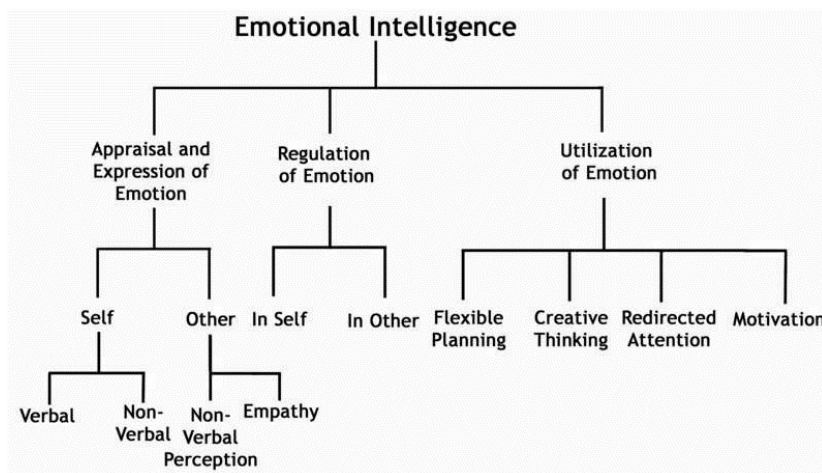 Emotional Intelligence
Appraisal and
Expression of
Emotion
Regulation
of Emotion
Utilization
of Emotion
Self
Other
In Self
In Other
Flexible
Planning
Creative
Thinking
Redirected
Attention
Motivation
Verbal
Non-
Verbal
Non-
Verbal
Perception
Empathy